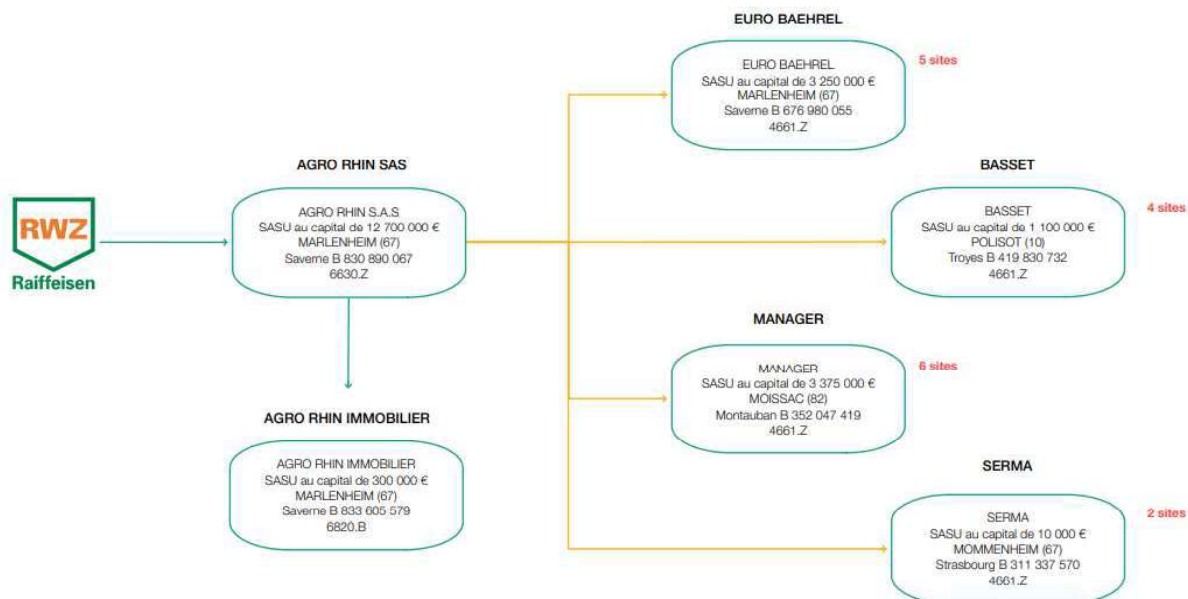 RWZ
Raiffeisen
AGRO RHIN SAS
AGRO RHIN S.A.S
SASU au capital de 12 700 000 €
MARLENHEIM (67)
Saverne B 830 890 067
6630.Z
AGRO RHIN IMMOBILIER
AGRO RHIN IMMOBILIER
SASU au capital de 300 000 €
MARLENHEIM (67)
Saverne B 833 605 579
6820.B
EURO BAEHREL
5 sites
EURO BAEHREL
SASU au capital de 3 250 000 €
MARLENHEIM (67)
Saverne B 676 980 055
4661.Z
BASSET
4 sites
BASSET
SASU au capital de 1 100 000 €
POLISOT (10)
Troyes B 419 830 732
4661.Z
MANAGER
6 sites
MANAGER
SASU au capital de 3 375 000 €
MOISSAC (82)
Montauban B 352 047 419
4661.Z
SERMA
2 sites
SERMA
SASU au capital de 10 000 €
MOMMENHEIM (67)
Strasbourg B 311 337 570
4661.Z